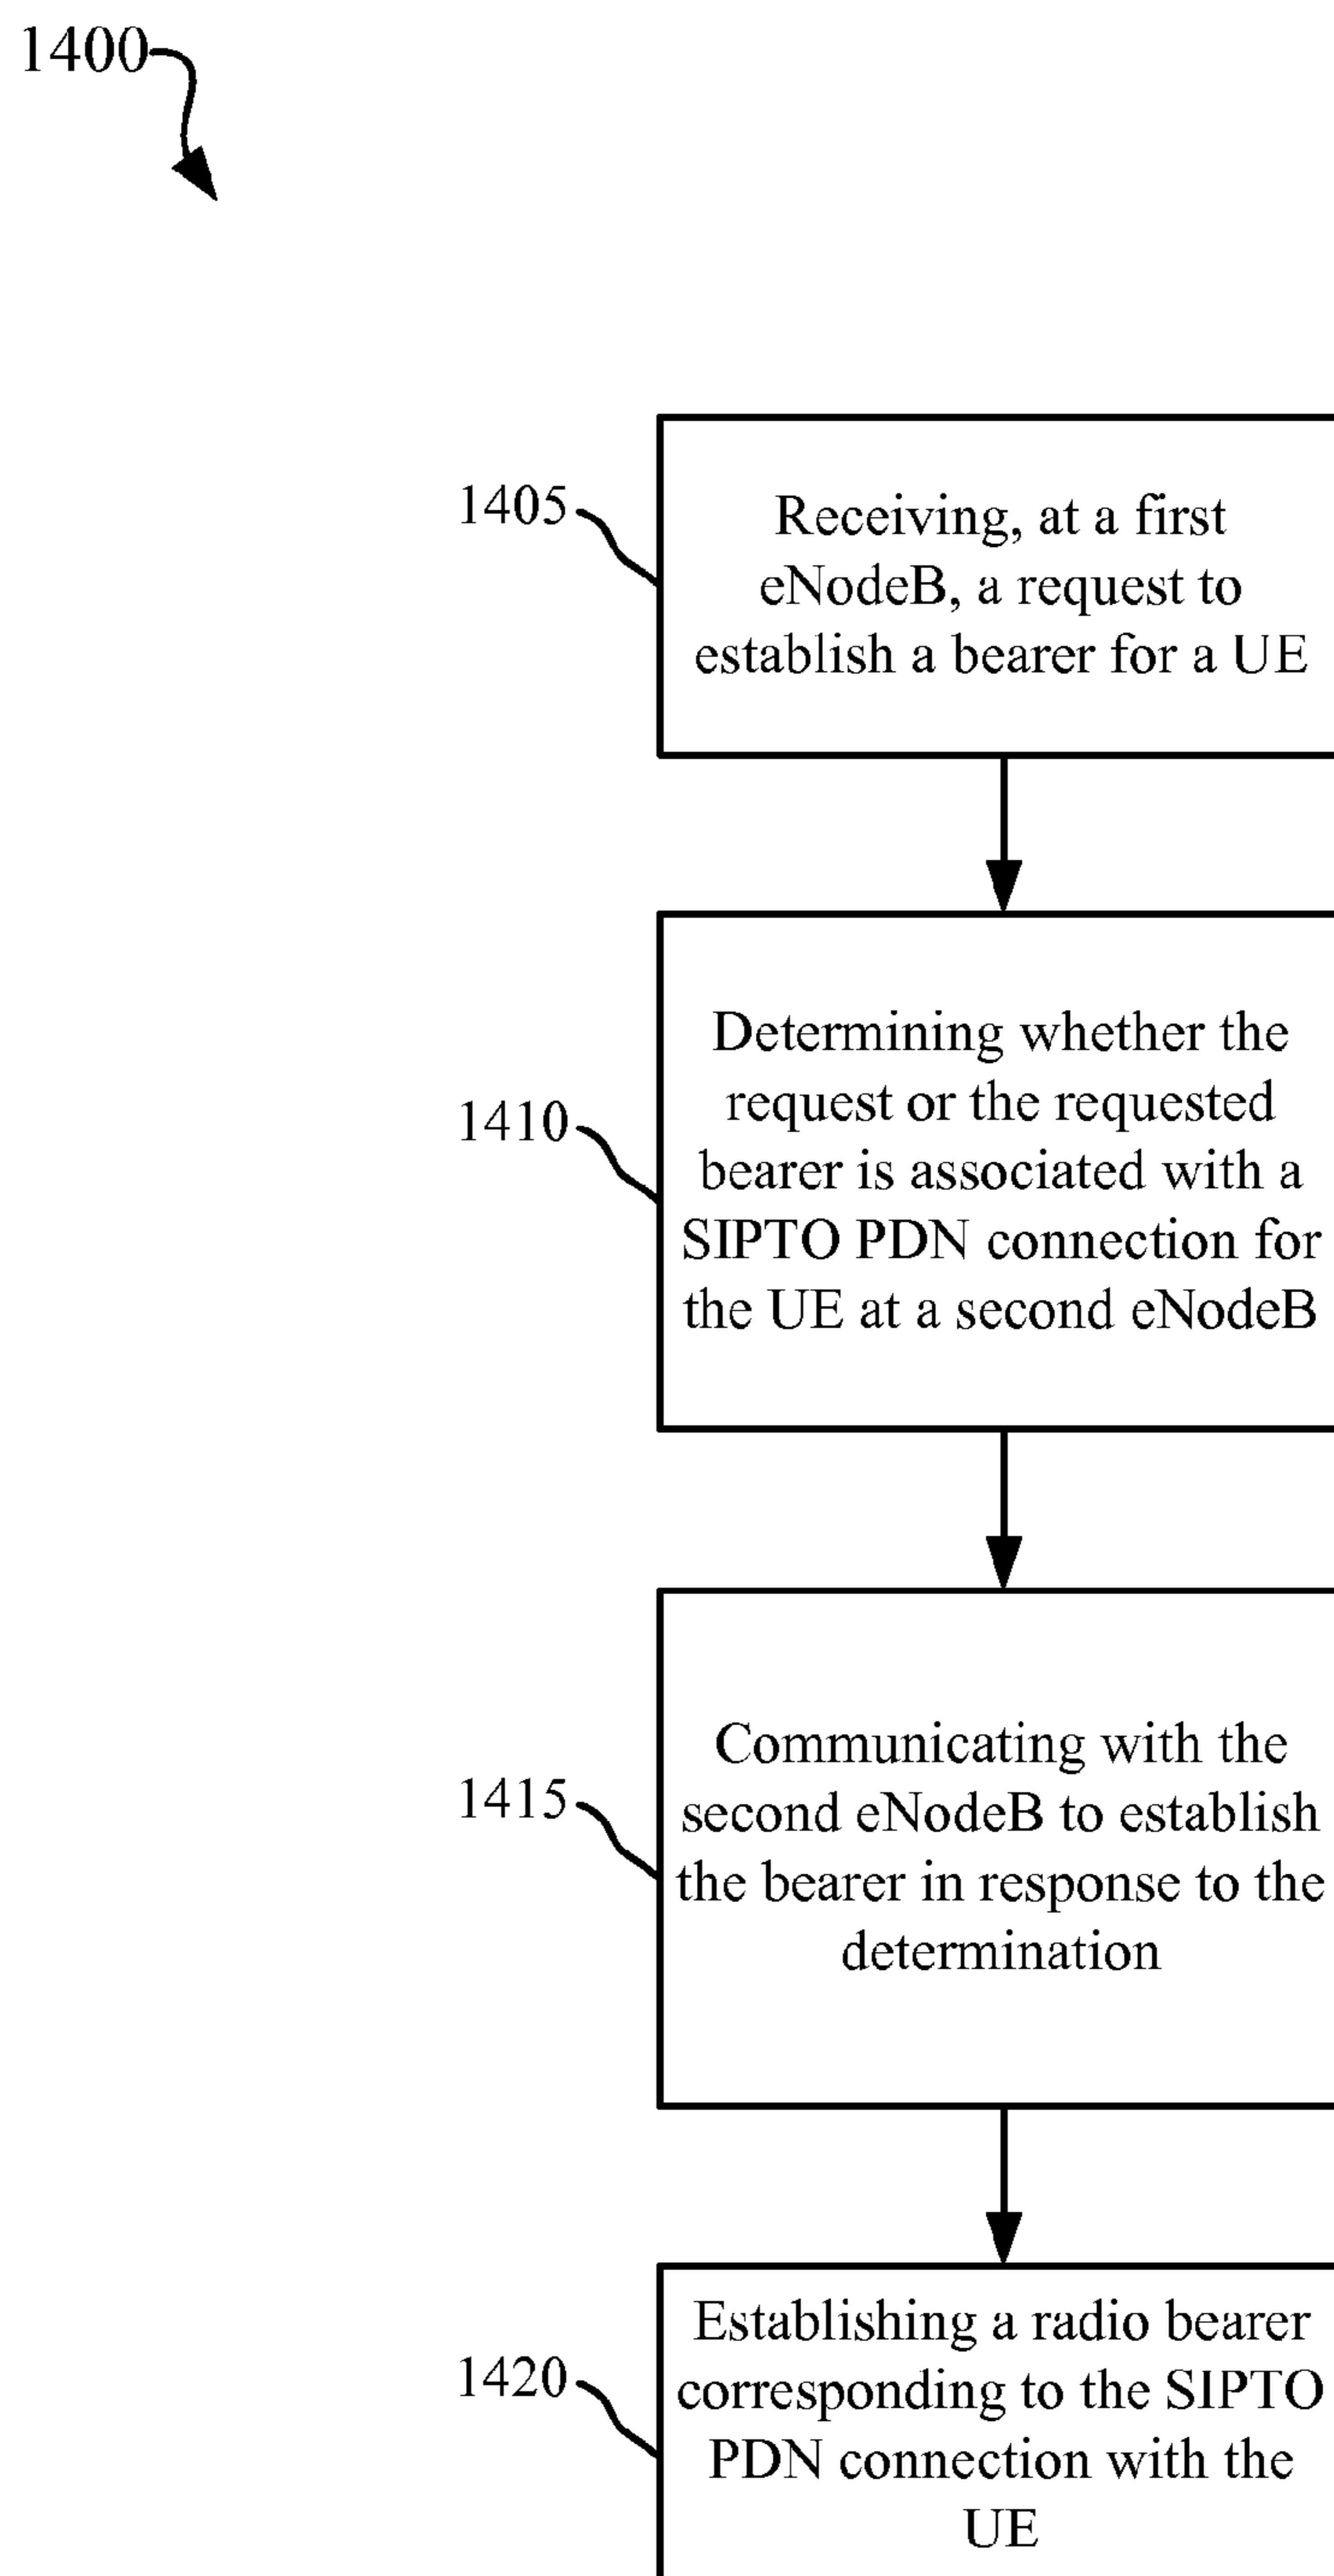 1400
1405
Receiving, at a first
eNodeB, a request to
establish a bearer for a UE
1410
Determining whether the
request or the requested
bearer is associated with a
SIPTO PDN connection for
the UE at a second eNodeB
1415
Communicating with the
second eNodeB to establish
the bearer in response to the
determination
1420
Establishing a radio bearer
corresponding to the SIPTO
PDN connection with the
UE